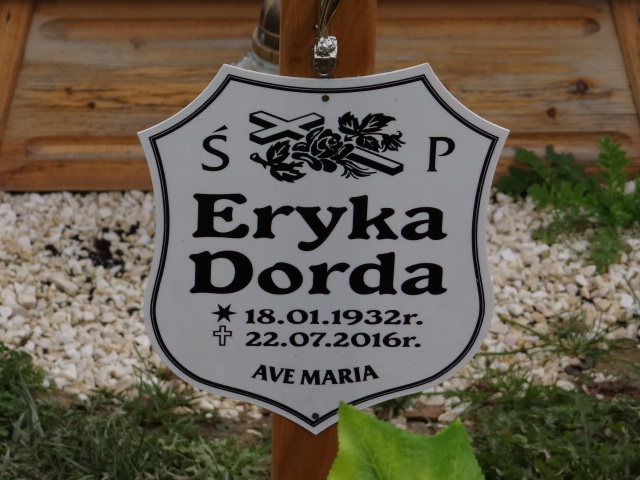 Ś P
Eryka
Dorda
★ 18.01.1932r.
✝ 22.07.2016r.
AVE MARIA